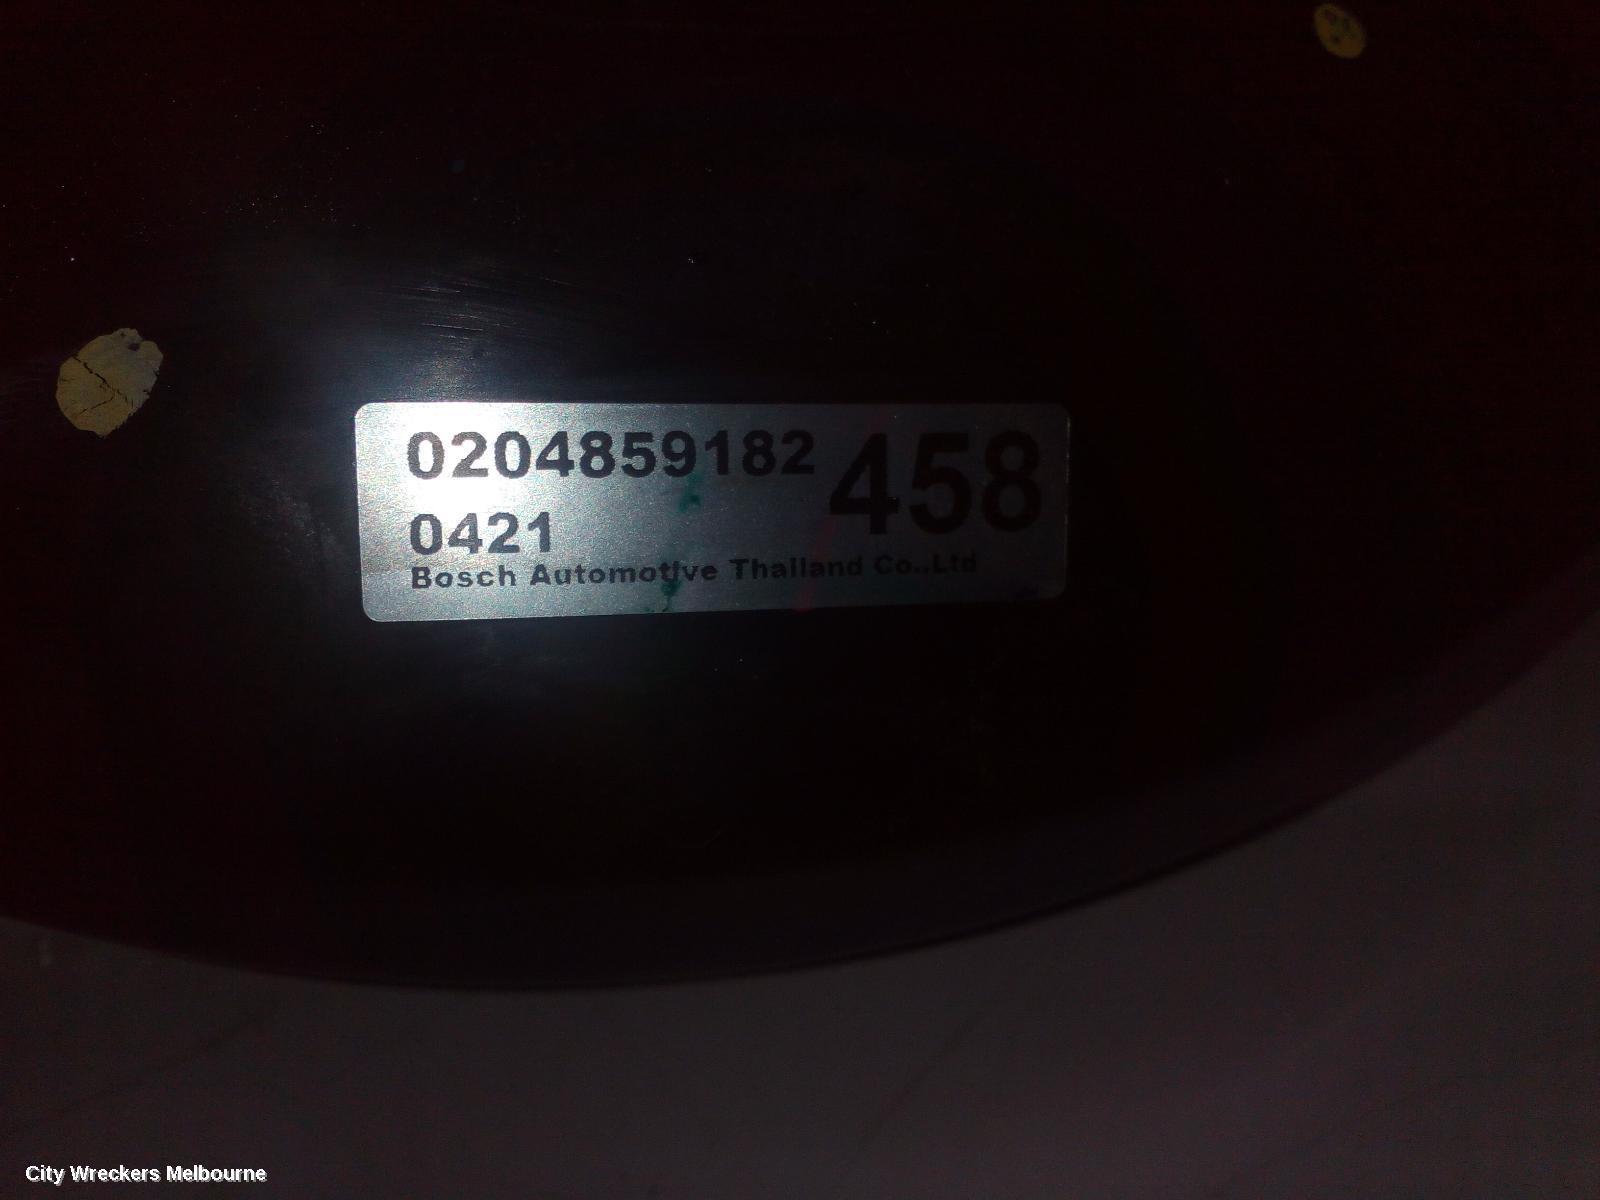 0204859182 458
0421
Bosch Automotive Thailand Co.,Ltd
City Wreckers Melbourne